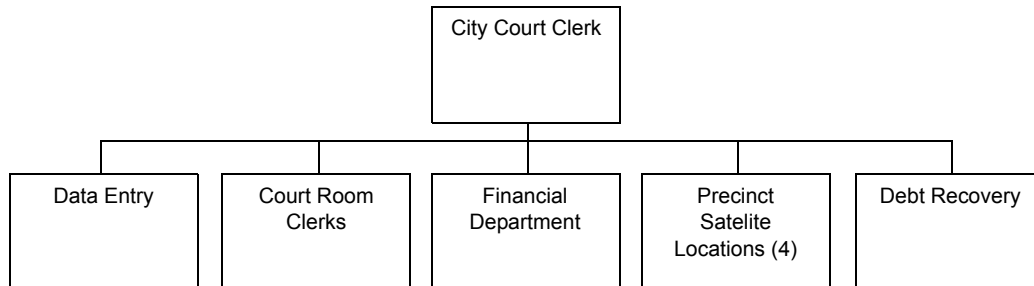 City Court Clerk
Data Entry
Court Room
Clerks
Financial
Department
Precinct
Satelite
Locations (4)
Debt Recovery